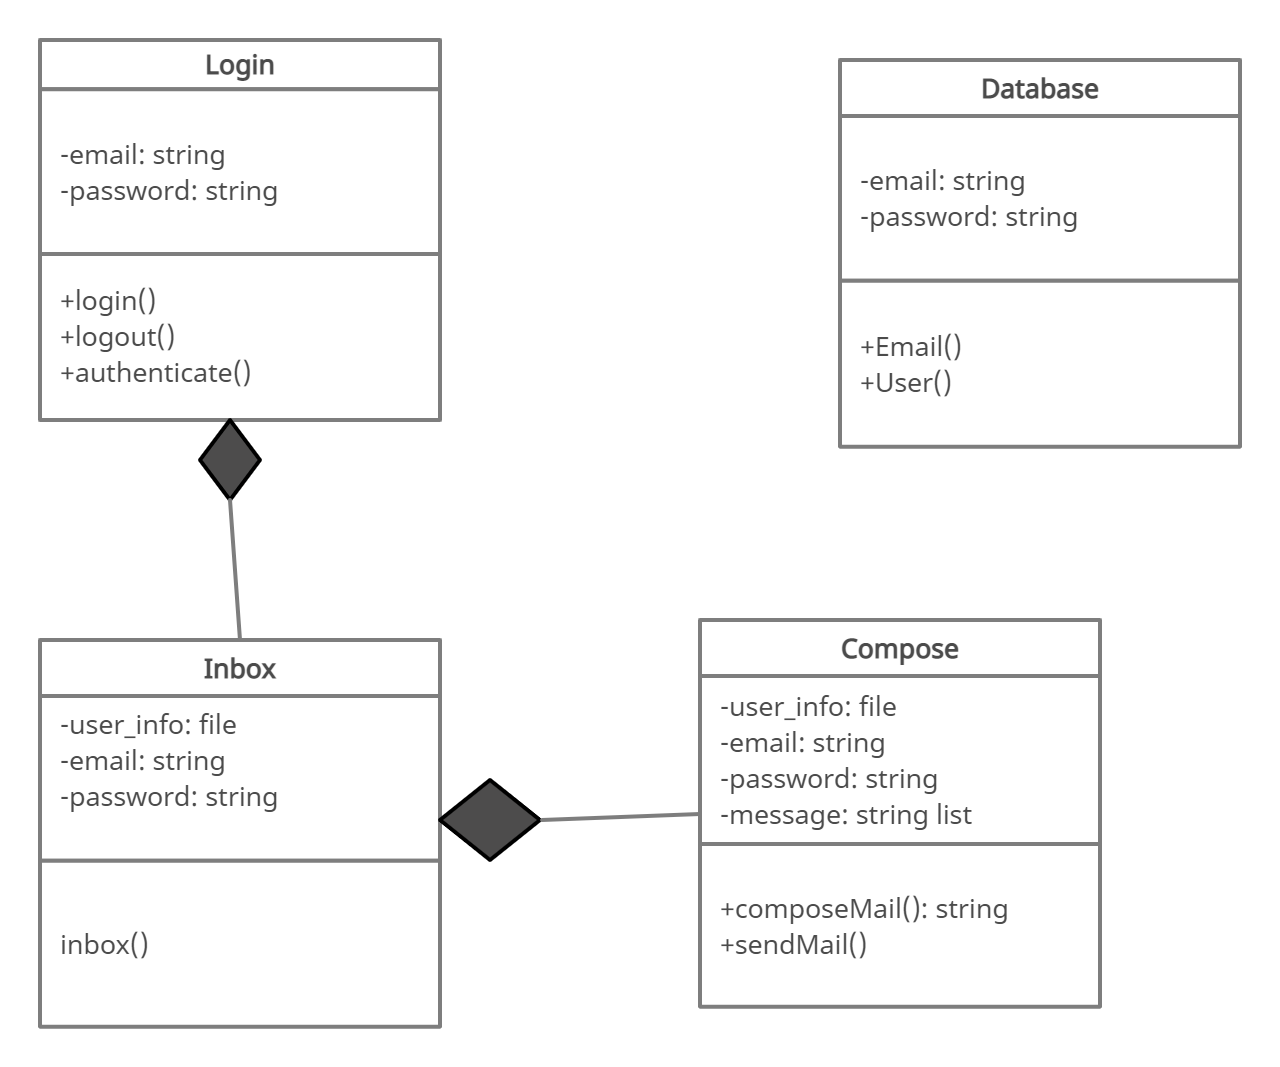 Login
-email: string
-password: string
+login()
+logout()
+authenticate()
Database
-email: string
-password: string
+Email()
+User()
Inbox
-user_info: file
-email: string
-password: string
inbox()
Compose
-user_info: file
-email: string
-password: string
-message: string list
+composeMail(): string
+sendMail()